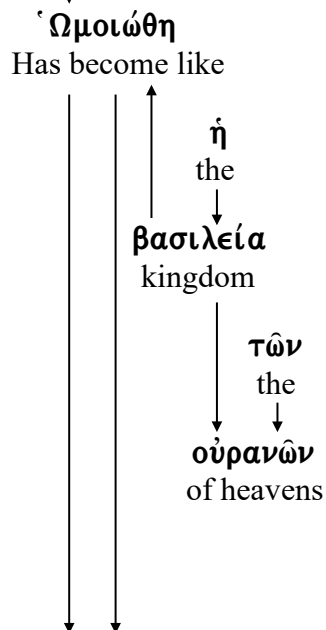 Ὡμοιώθη
Has become like
ἡ
the
βασιλεία
kingdom
τῶν
the
οὐρανῶν
of heavens